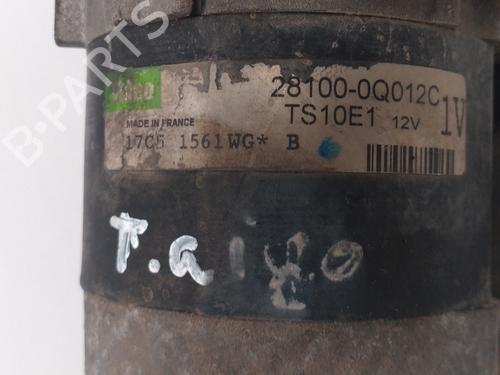 B-PARTS
Valeo
28100-0Q012C
TS10E1 12V
1V
MADE IN FRANCE
17C5 1561WG* B